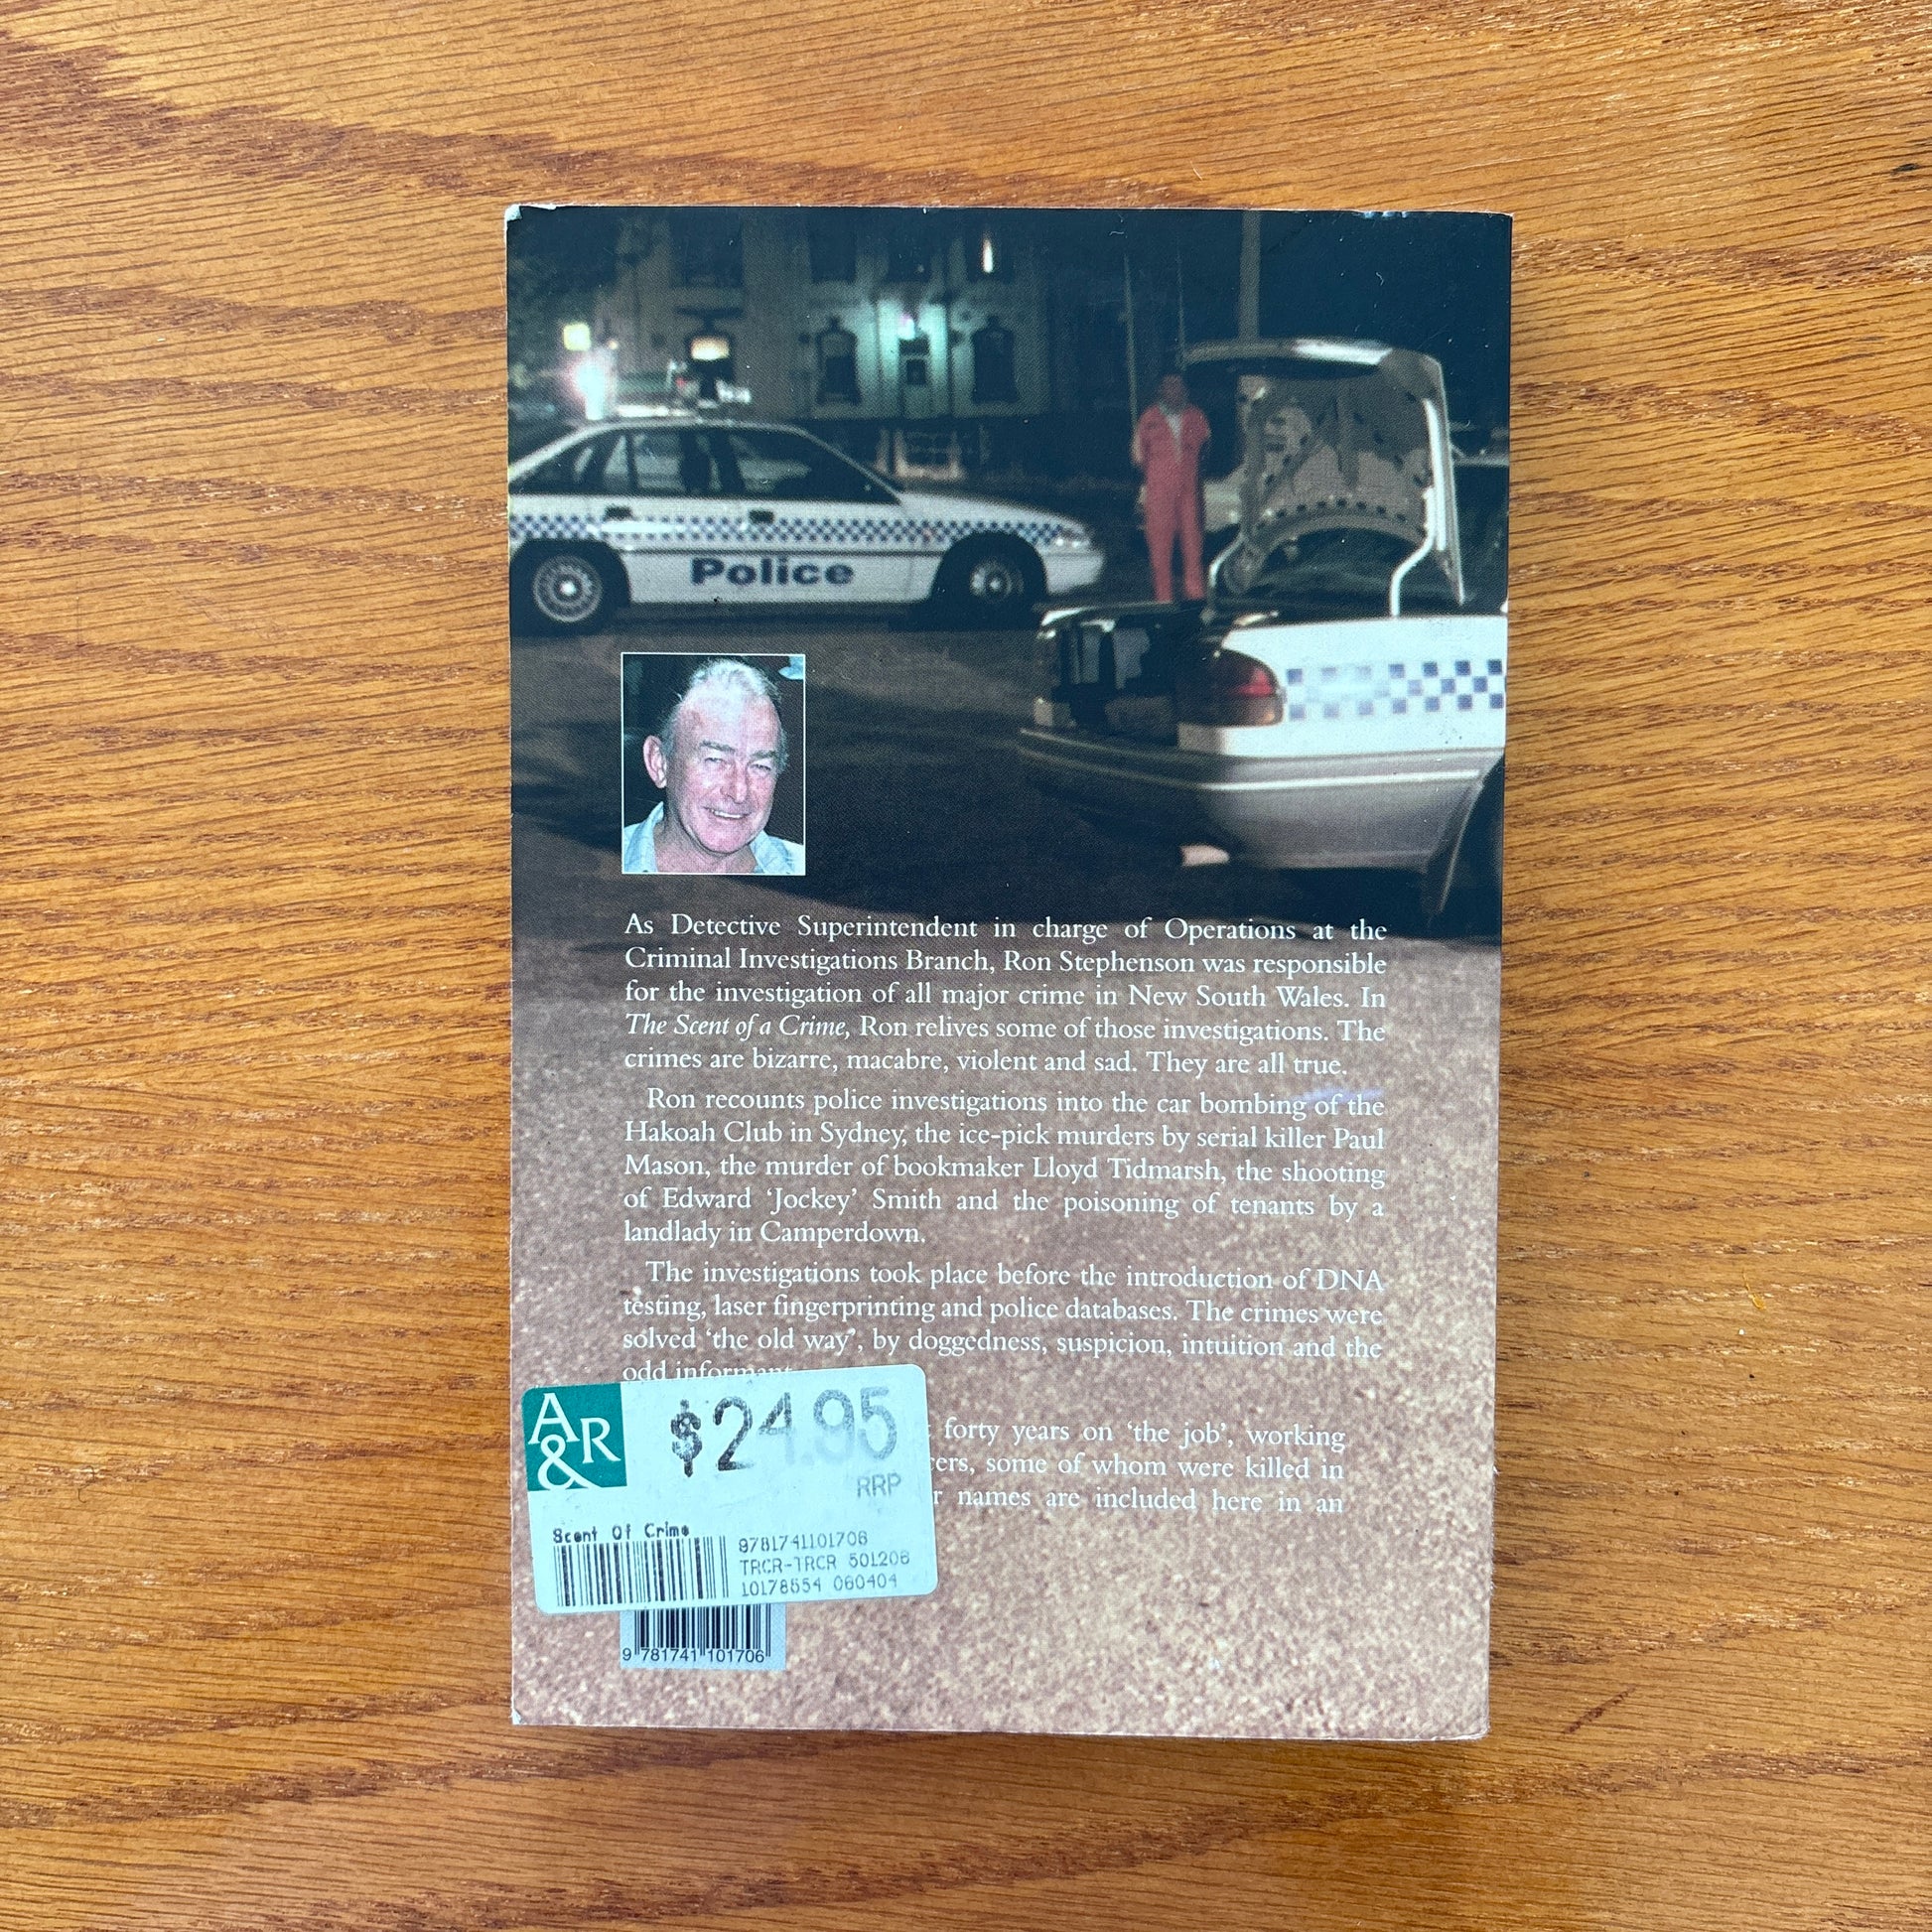 Police
As Detective Superintendent in charge of Operations at the
Criminal Investigations Branch, Ron Stephenson was responsible
for the investigation of all major crime in New South Wales. In
The Scent of a Crime, Ron relives some of those investigations. The
crimes are bizarre, macabre, violent and sad. They are all true.
Ron recounts police investigations into the car bombing of the
Hakoah Club in Sydney, the ice-pick murders by serial killer Paul
Mason, the murder of bookmaker Lloyd Tidmarsh, the shooting
of Edward ‘Jockey’ Smith and the poisoning of tenants by a
landlady in Camperdown.
The investigations took place before the introduction of DNA
testing, laser fingerprinting and police databases. The crimes were
solved ‘the old way’, by doggedness, suspicion, intuition and the
odd informant
forty years on ‘the job’, working
some of whom were killed in
names are included here in an
A&R
$24.95
RRP
Scent Of Crime
9781741101706
TRCR-TRCR 501208
10178554 060404
9 781741 101706